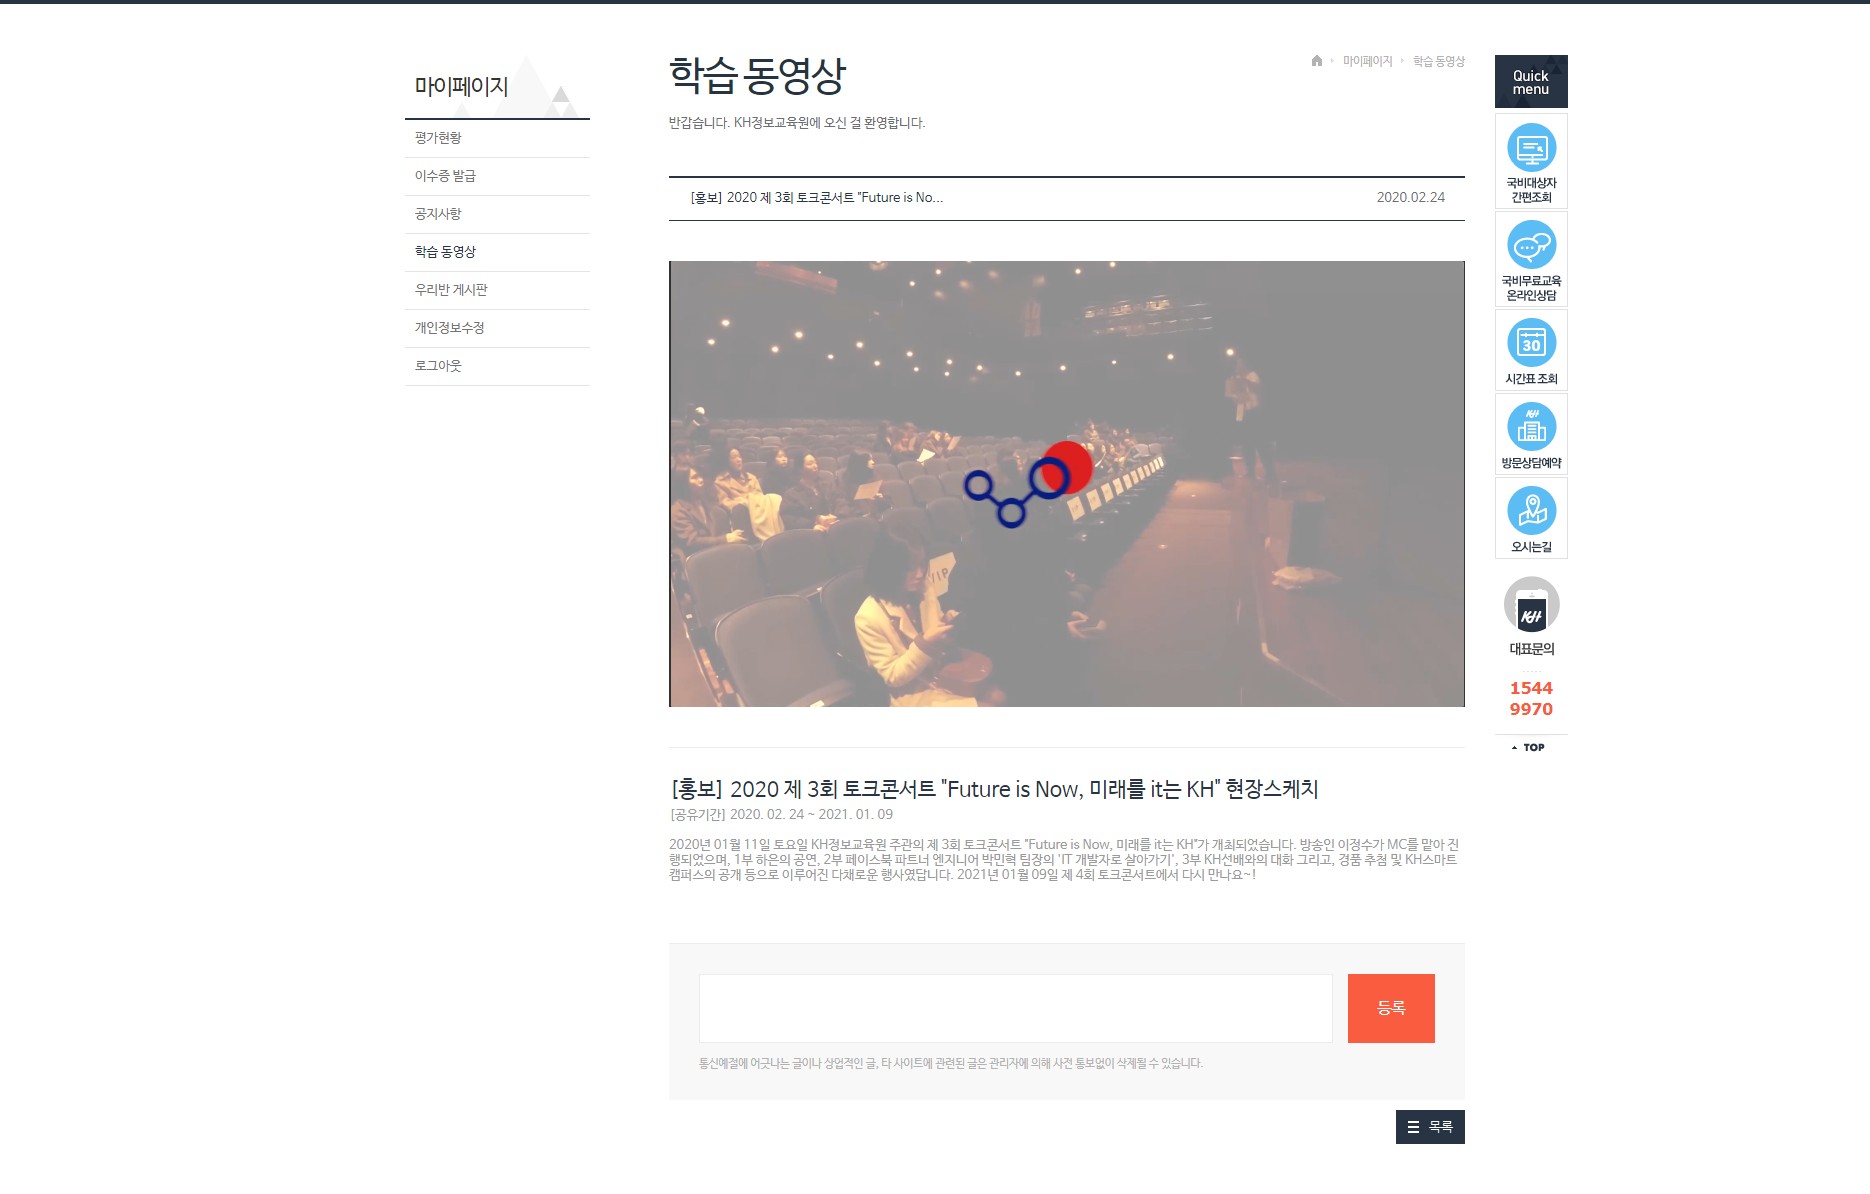 마이페이지
평가현황
이수증 발급
공지사항
학습 동영상
우리반 게시판
개인정보수정
로그아웃
학습 동영상
마이페이지
학습 동영상
반갑습니다. KH정보교육원에 오신 걸 환영합니다.
[홍보] 2020 제 3회 토크콘서트 "Future is No...
2020.02.24
VIP
[홍보] 2020 제 3회 토크콘서트 "Future is Now, 미래를 it는 KH" 현장스케치
[공유기간] 2020. 02. 24 ~ 2021. 01. 09
2020년 01월 11일 토요일 KH정보교육원 주관의 제 3회 토크콘서트 "Future is Now, 미래를 it는 KH"가 개최되었습니다. 방송인 이정수가 MC를 맡아 진
행되었으며, 1부 하은의 공연, 2부 페이스북 파트너 엔지니어 박민혁 팀장의 'IT 개발자로 살아가기', 3부 KH선배와의 대화 그리고, 경품 추첨 및 KH스마트
캠퍼스의 공개 등으로 이루어진 다채로운 행사였답니다. 2021년 01월 09일 제 4회 토크콘서트에서 다시 만나요~!
등록
통신예절에 어긋나는 글이나 상업적인 글, 타 사이트에 관련된 글은 관리자에 의해 사전 통보없이 삭제될 수 있습니다.
목록
Quick
menu
국비대상자
간편조회
국비무료교육
온라인상담
30
시간표 조회
KH
방문상담예약
오시는길
KH
대표문의
1544
9970
TOP